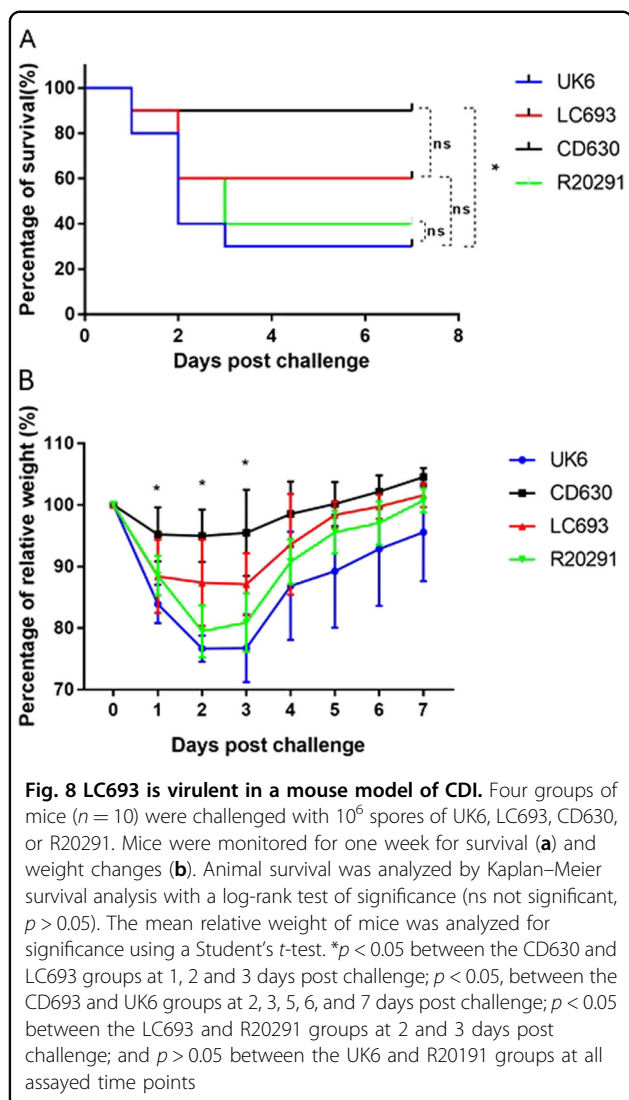 A
Percentage of survival(%)
100
80
60
40
20
0
0
2
4
6
8
Days post challenge
UK6
LC693
CD630
R20291
ns
ns
ns
*
B
Percentage of relative weight (%)
110
100
90
80
70
* * *
0 1 2 3 4 5 6 7
Days post challenge
UK6
CD630
LC693
R20291
Fig. 8 LC693 is virulent in a mouse model of CDI. Four groups of
mice (n = 10) were challenged with 10⁶ spores of UK6, LC693, CD630,
or R20291. Mice were monitored for one week for survival (a) and
weight changes (b). Animal survival was analyzed by Kaplan–Meier
survival analysis with a log-rank test of significance (ns not significant,
p > 0.05). The mean relative weight of mice was analyzed for
significance using a Student's t-test. *p < 0.05 between the CD630 and
LC693 groups at 1, 2 and 3 days post challenge; p < 0.05, between the
CD693 and UK6 groups at 2, 3, 5, 6, and 7 days post challenge; p < 0.05
between the LC693 and R20291 groups at 2 and 3 days post
challenge; and p > 0.05 between the UK6 and R20191 groups at all
assayed time points